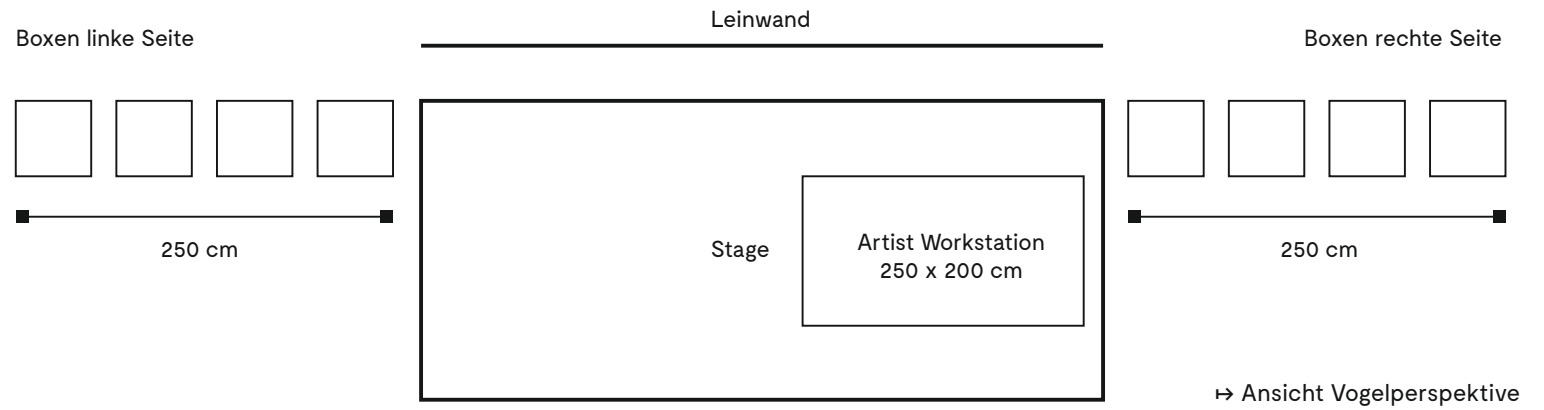 Leinwand
Boxen linke Seite
Boxen rechte Seite
250 cm
Stage
Artist Workstation
250 x 200 cm
250 cm
↦ Ansicht Vogelperspektive